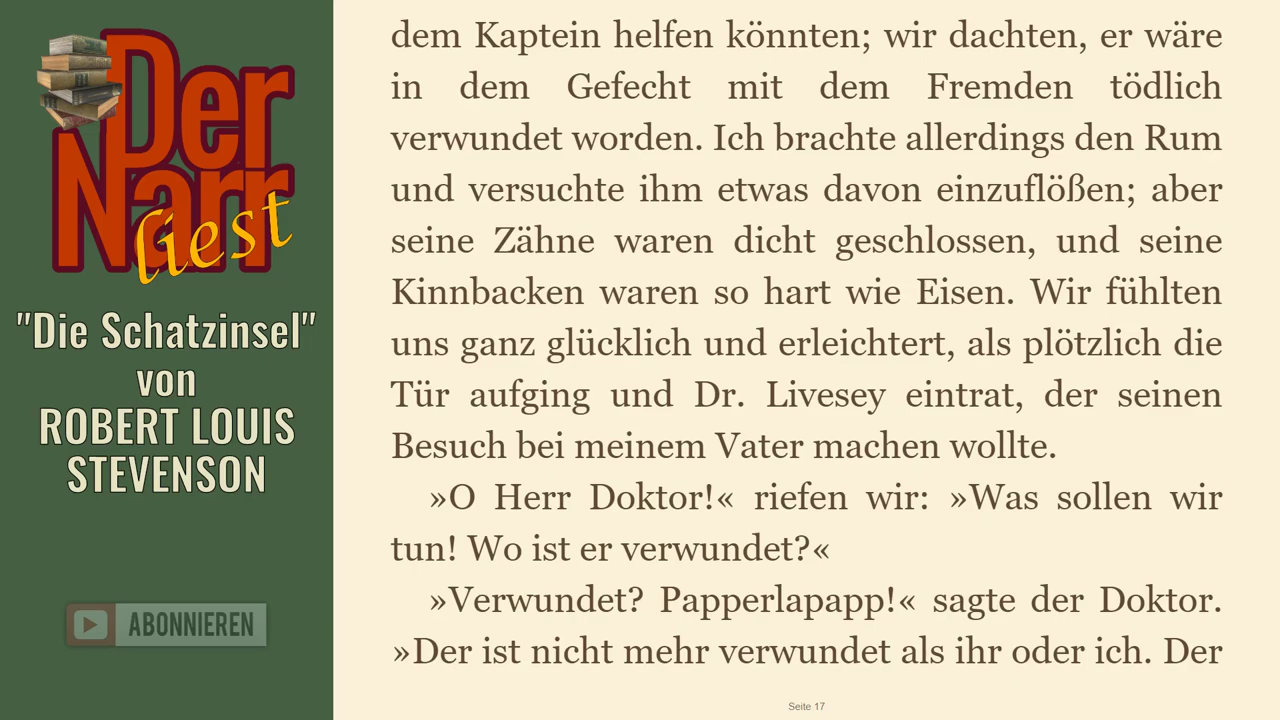 Der
Narr
liest
"Die Schatzinsel"
von
ROBERT LOUIS
STEVENSON
ABONNIEREN
dem Kaptein helfen könnten; wir dachten, er wäre
in dem Gefecht mit dem Fremden tödlich
verwundet worden. Ich brachte allerdings den Rum
und versuchte ihm etwas davon einzuflößen; aber
seine Zähne waren dicht geschlossen, und seine
Kinnbacken waren so hart wie Eisen. Wir fühlten
uns ganz glücklich und erleichtert, als plötzlich die
Tür aufging und Dr. Livesey eintrat, der seinen
Besuch bei meinem Vater machen wollte.
»O Herr Doktor!« riefen wir: »Was sollen wir
tun! Wo ist er verwundet?«
»Verwundet? Papperlapapp!« sagte der Doktor.
»Der ist nicht mehr verwundet als ihr oder ich. Der
Seite 17